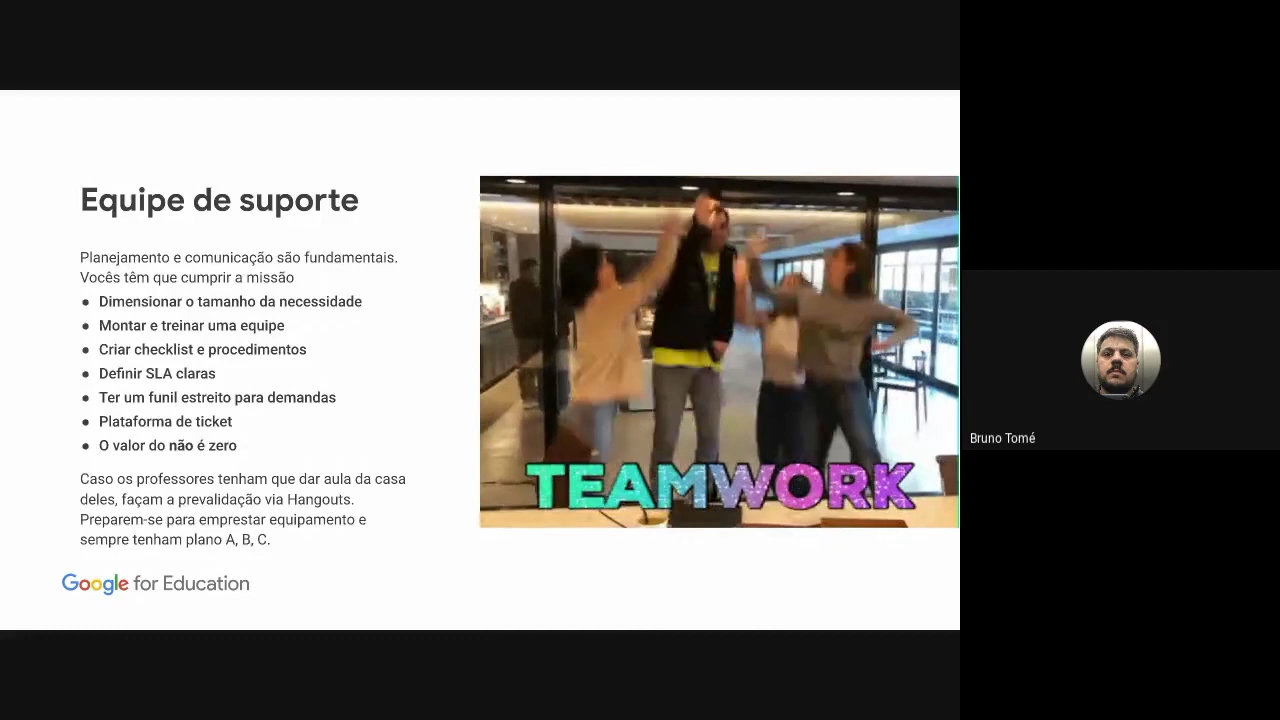 Equipe de suporte
Planejamento e comunicação são fundamentais.
Vocês têm que cumprir a missão
● Dimensionar o tamanho da necessidade
● Montar e treinar uma equipe
● Criar checklist e procedimentos
● Definir SLA claras
● Ter um funil estreito para demandas
● Plataforma de ticket
● O valor do não é zero
Caso os professores tenham que dar aula da casa
deles, façam a prevalidação via Hangouts.
Preparem-se para emprestar equipamento e
sempre tenham plano A, B, C.
Google for Education
TEAMWORK
Bruno Tomé